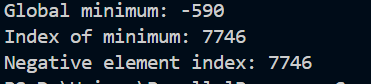 Global minimum: -590
Index of minimum: 7746
Negative element index: 7746